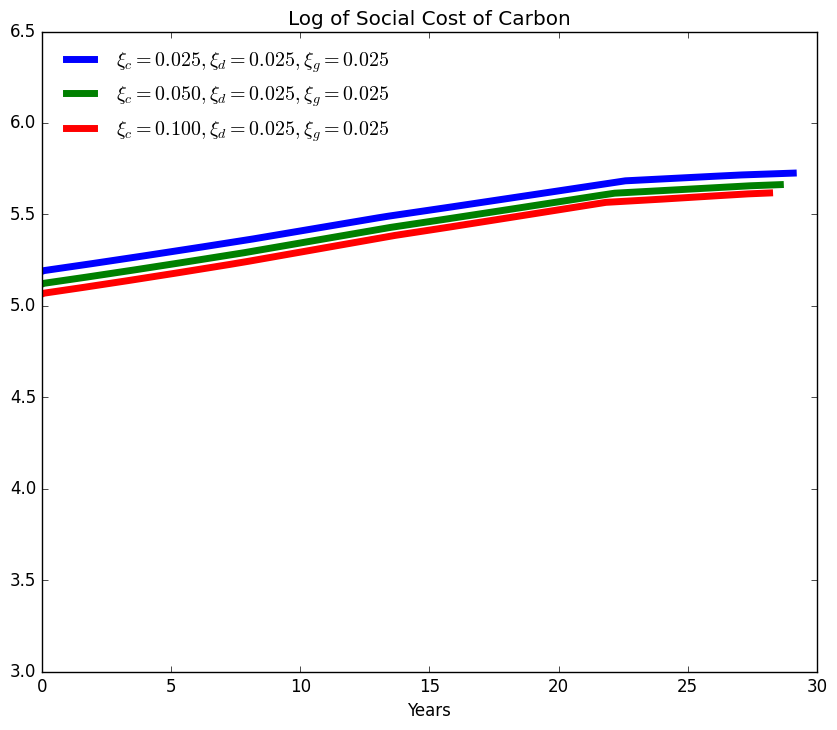 Log of Social Cost of Carbon
6.5
6.0
5.5
5.0
4.5
4.0
3.5
3.0
ξc = 0.025, ξd = 0.025, ξg = 0.025
ξc = 0.050, ξd = 0.025, ξg = 0.025
ξc = 0.100, ξd = 0.025, ξg = 0.025
0 5 10 15 20 25 30
Years